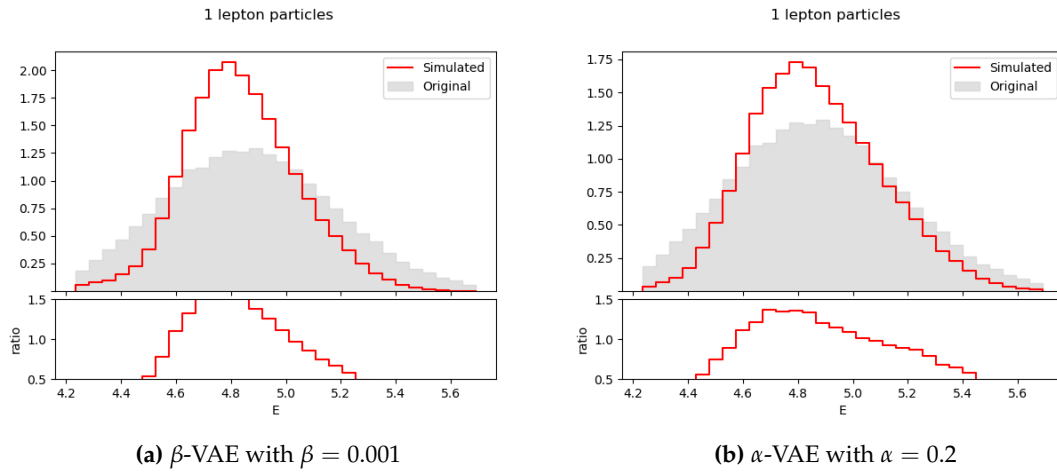 1 lepton particles
2.00
1.75
1.50
1.25
1.00
0.75
0.50
0.25
Simulated
Original
1.5
1.0
0.5
ratio
4.2 4.4 4.6 4.8 5.0 5.2 5.4 5.6
E
(a) β-VAE with β = 0.001
1 lepton particles
1.75
1.50
1.25
1.00
0.75
0.50
0.25
Simulated
Original
1.5
1.0
0.5
ratio
4.2 4.4 4.6 4.8 5.0 5.2 5.4 5.6
E
(b) α-VAE with α = 0.2